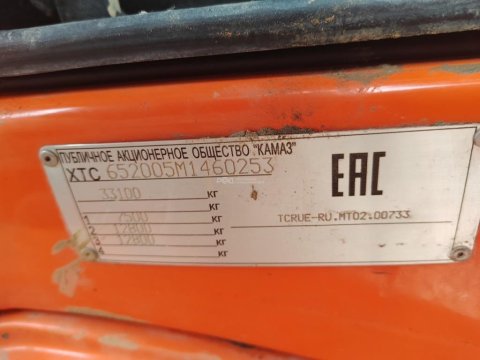 ПУБЛИЧНОЕ АКЦИОНЕРНОЕ ОБЩЕСТВО "КАМАЗ"
XTC 652005M1460253
33100 кг
кг
1 7500 кг
2 12800 кг
3 12800 кг
4 кг
EAC
TCRUE-RU.MT02.00733